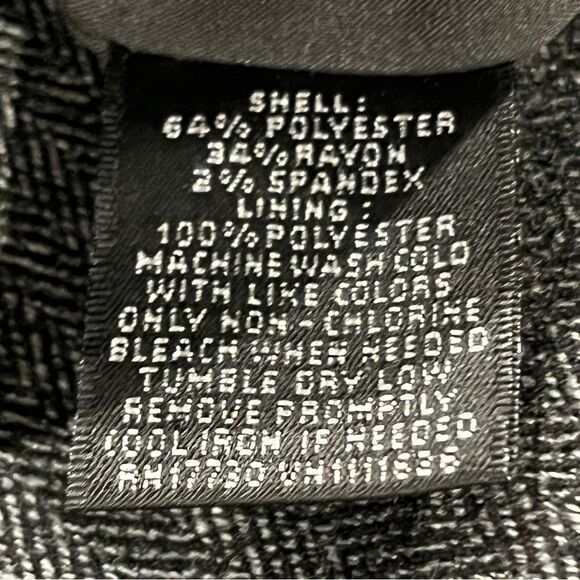 SHELL:
64% POLYESTER
34% RAYON
2% SPANDEX
LINING:
100% POLYESTER
MACHINE WASH COLD
WITH LIKE COLORS
ONLY NON-CHLORINE
BLEACH WHEN NEEDED
TUMBLE DRY LOW
REMOVE PROMPTLY
COOL IRON IF NEEDED